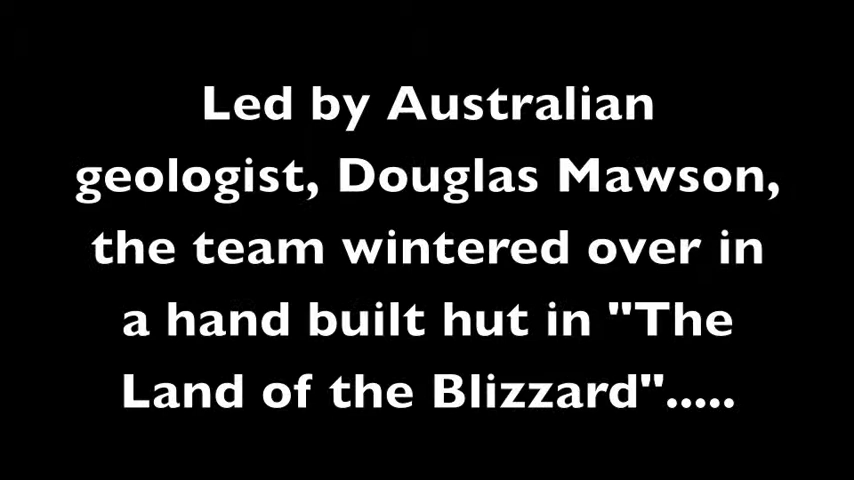 Led by Australian
geologist, Douglas Mawson,
the team wintered over in
a hand built hut in "The
Land of the Blizzard".....